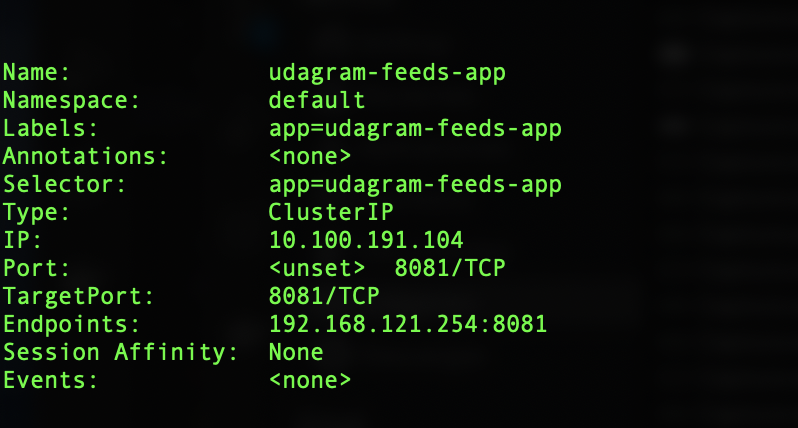 Name: udagram-feeds-app
Namespace: default
Labels: app=udagram-feeds-app
Annotations: <none>
Selector: app=udagram-feeds-app
Type: ClusterIP
IP: 10.100.191.104
Port: <unset> 8081/TCP
TargetPort: 8081/TCP
Endpoints: 192.168.121.254:8081
Session Affinity: None
Events: <none>